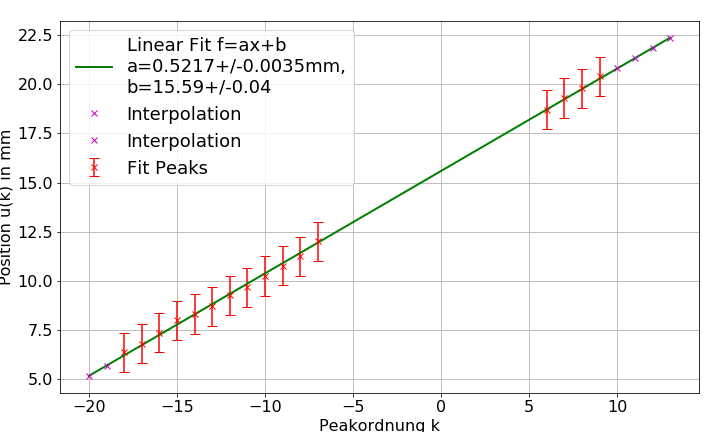 22.5
20.0
17.5
15.0
12.5
10.0
7.5
5.0
Position u(k) in mm
Linear Fit f=ax+b
a=0.5217+/-0.0035mm,
b=15.59+/-0.04
Interpolation
Interpolation
Fit Peaks
−20 −15 −10 −5 0 5 10
Peakordnung k